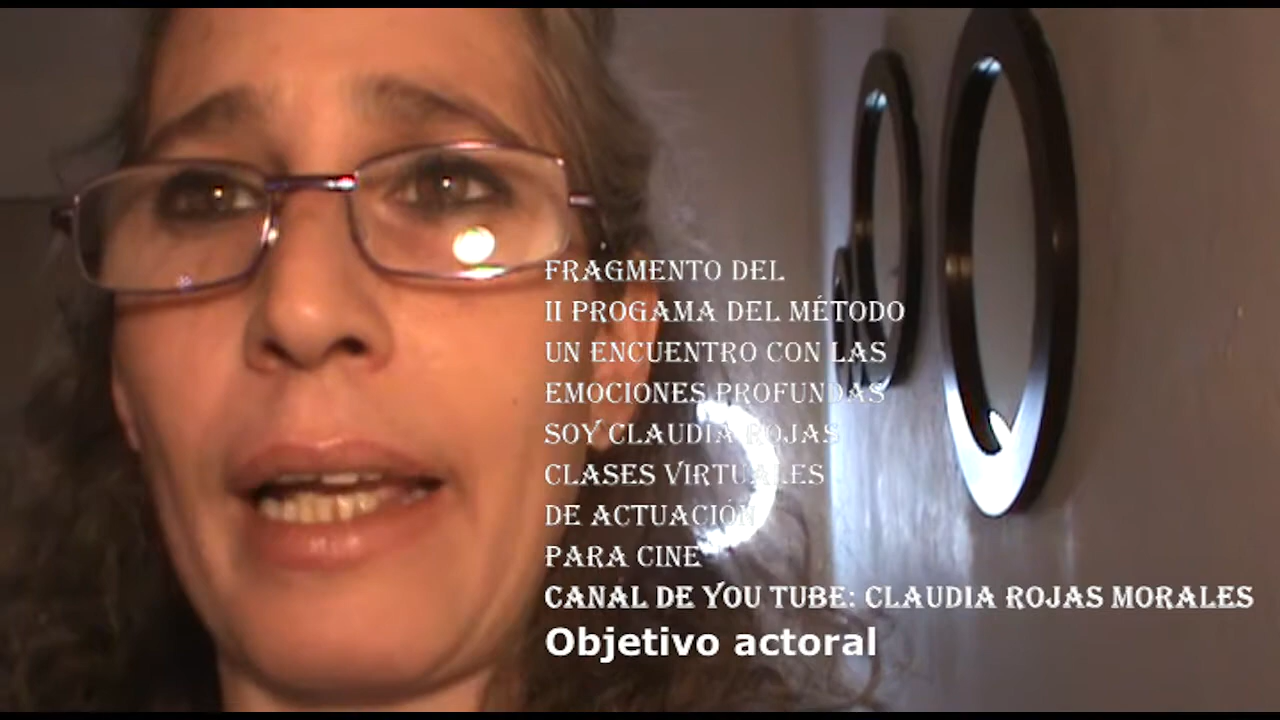 FRAGMENTO DEL
II PROGAMA DEL MÉTODO
UN ENCUENTRO CON LAS
EMOCIONES PROFUNDAS
SOY CLAUDIA ROJAS
CLASES VIRTUALES
DE ACTUACIÓN
PARA CINE
CANAL DE YOU TUBE: CLAUDIA ROJAS MORALES
Objetivo actoral